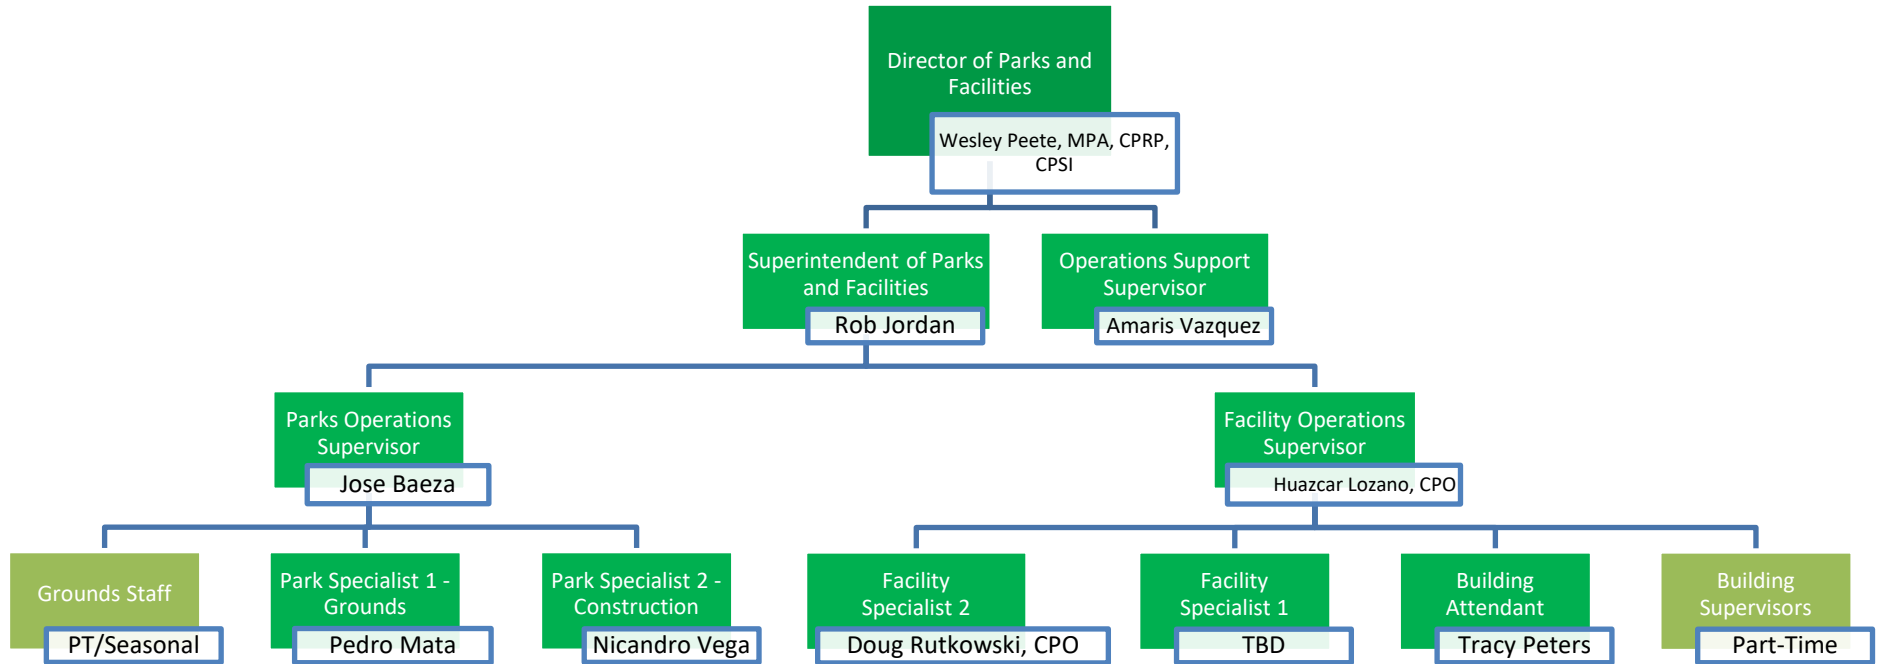 Director of Parks and
Facilities
Wesley Peete, MPA, CPRP,
CPSI
Superintendent of Parks
and Facilities
Rob Jordan
Operations Support
Supervisor
Amaris Vazquez
Parks Operations
Supervisor
Jose Baeza
Facility Operations
Supervisor
Huazcar Lozano, CPO
Grounds Staff
PT/Seasonal
Park Specialist 1 -
Grounds
Pedro Mata
Park Specialist 2 -
Construction
Nicandro Vega
Facility
Specialist 2
Doug Rutkowski, CPO
Facility
Specialist 1
TBD
Building
Attendant
Tracy Peters
Building
Supervisors
Part-Time